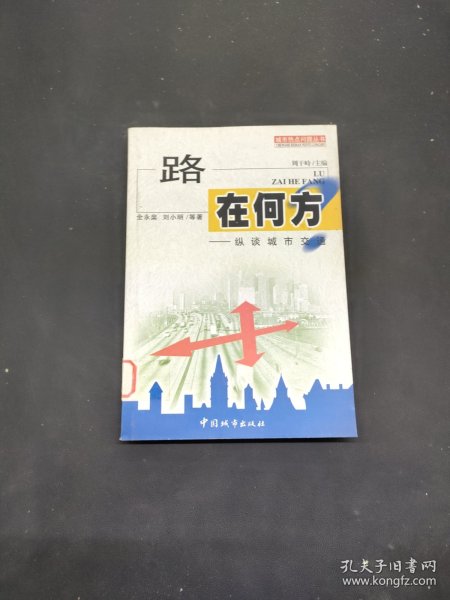 城市热点问题丛书
周干峙/主编
路
LU
ZAI HE FANG
在何方?
全永燊 刘小明/等著
——纵谈城市交通
中国城市出版社
孔夫子旧书网
www.kongfz.com